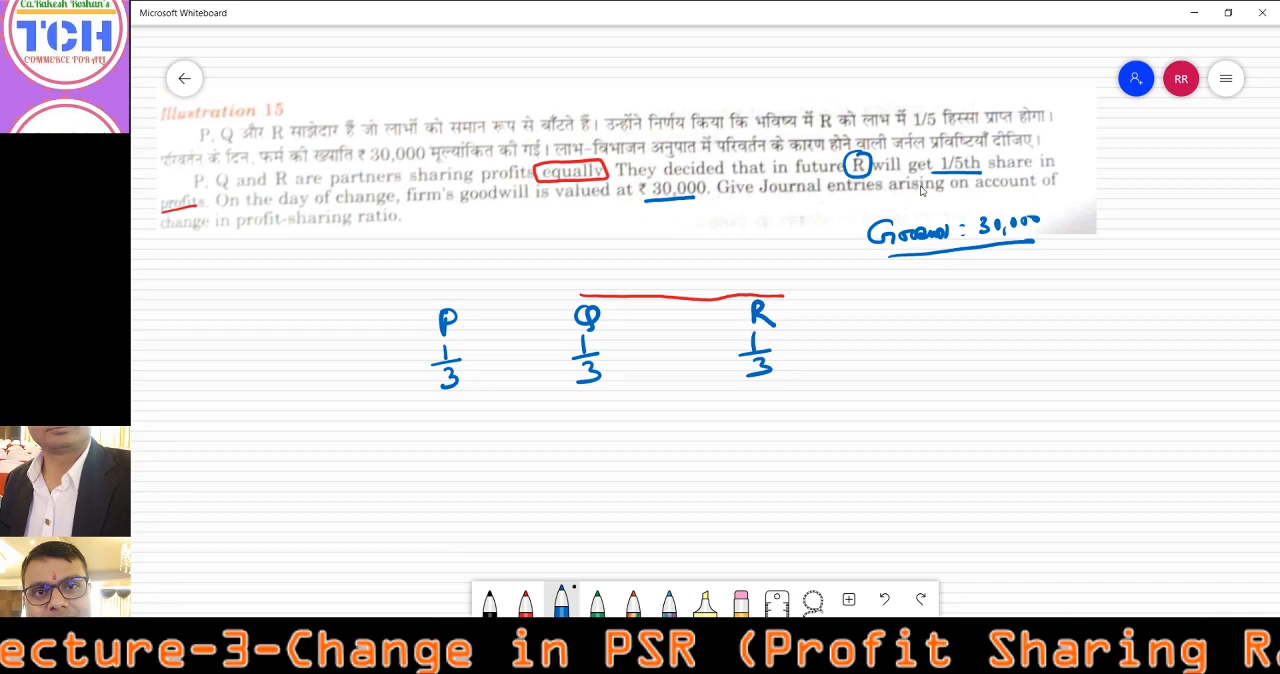 Ca.Rakesh Roshan's
TCH
COMMERCE FOR ALL
Microsoft Whiteboard
RR
Illustration 15
P, Q और R साझेदार हैं जो लाभों को समान रूप से बाँटते हैं। उन्होंने निर्णय किया कि भविष्य में R को लाभ में 1/5 हिस्सा प्राप्त होगा।
परिवर्तन के दिन, फर्म की ख्याति ₹ 30,000 मूल्यांकित की गई। लाभ-विभाजन अनुपात में परिवर्तन के कारण होने वाली जर्नल प्रविष्टियाँ दीजिए।
P, Q and R are partners sharing profits equally. They decided that in future R will get 1/5th share in
profits. On the day of change, firm's goodwill is valued at ₹ 30,000. Give Journal entries arising on account of
change in profit-sharing ratio.
= 30,000
P Q R
1/3 1/3 1/3
ecture-3-Change in PSR (Profit Sharing Ra